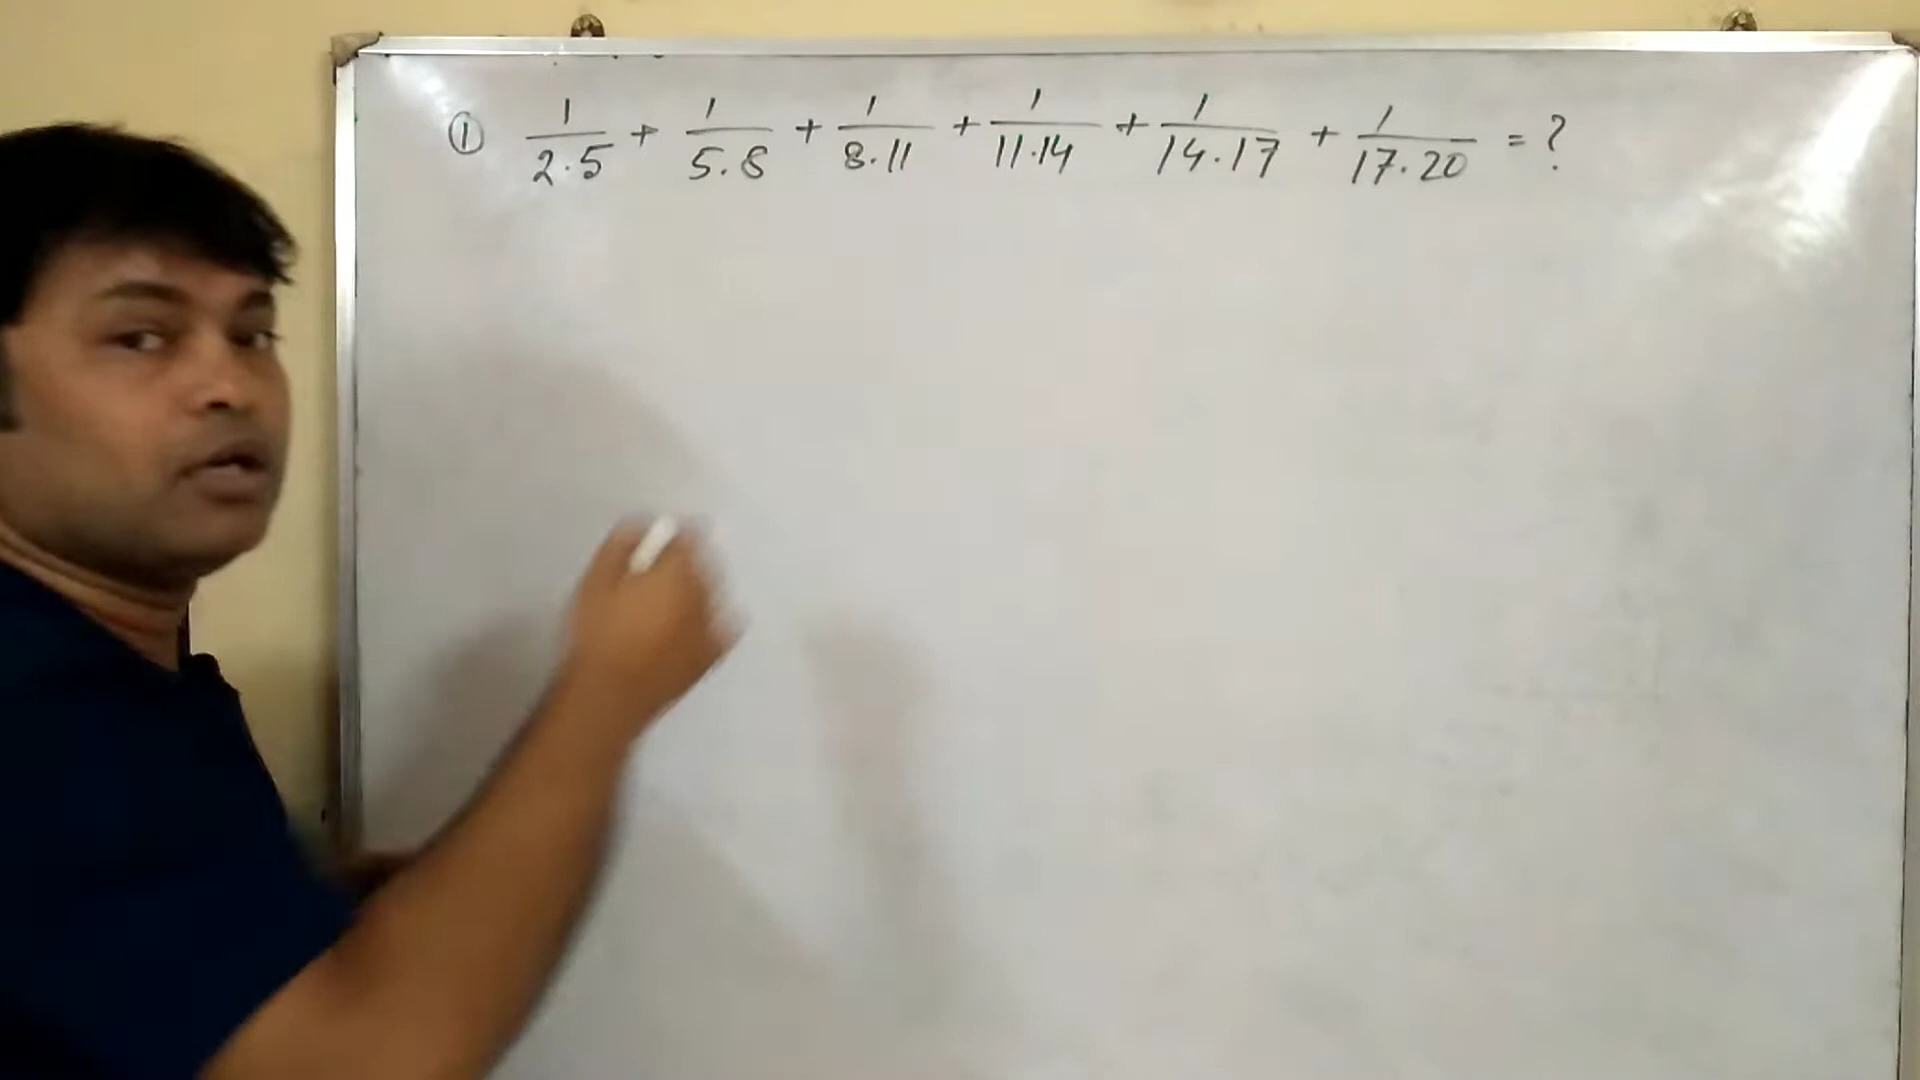 ① 1/2.5 + 1/5.8 + 1/8.11 + 1/11.14 + 1/14.17 + 1/17.20 = ?